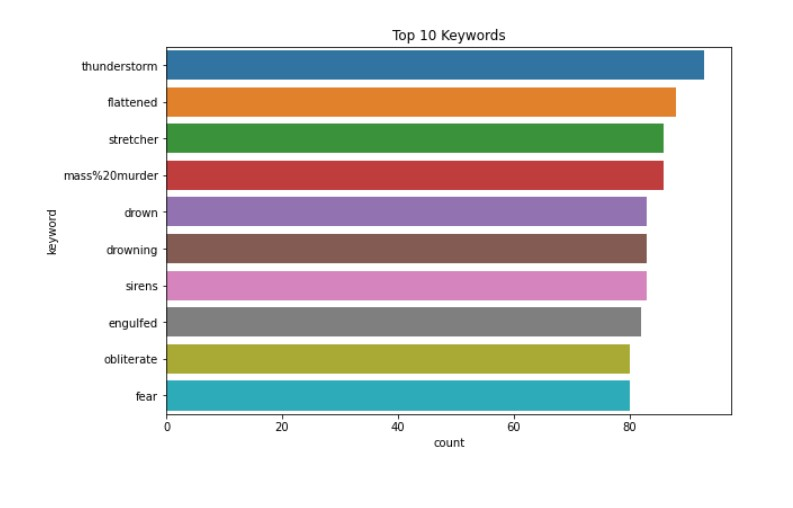 Top 10 Keywords
thunderstorm
flattened
stretcher
mass%20murder
drown
drowning
sirens
engulfed
obliterate
fear
keyword
0 20 40 60 80
count